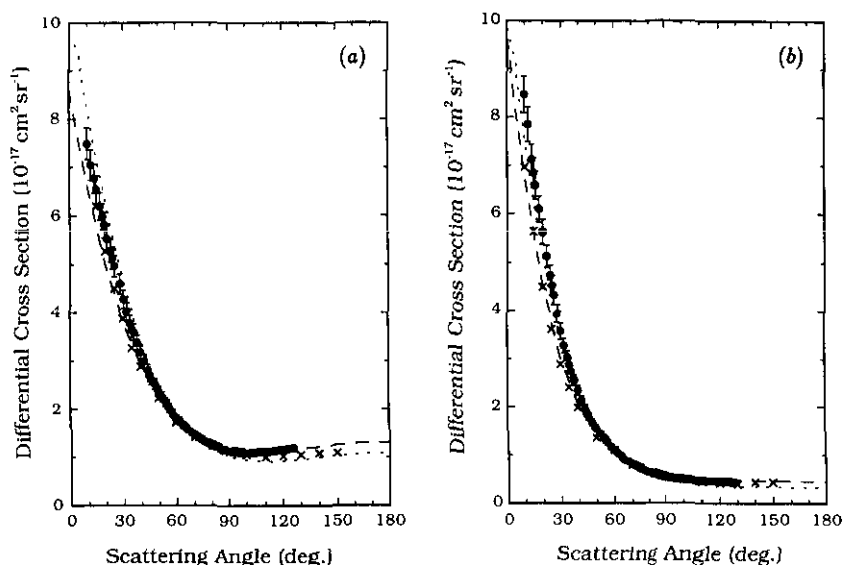 10
8
6
4
2
0
0 30 60 90 120 150 180
Differential Cross Section (10⁻¹⁷ cm² sr⁻¹)
Scattering Angle (deg.)
(a)
10
8
6
4
2
0
0 30 60 90 120 150 180
Differential Cross Section (10⁻¹⁷ cm² sr⁻¹)
Scattering Angle (deg.)
(b)